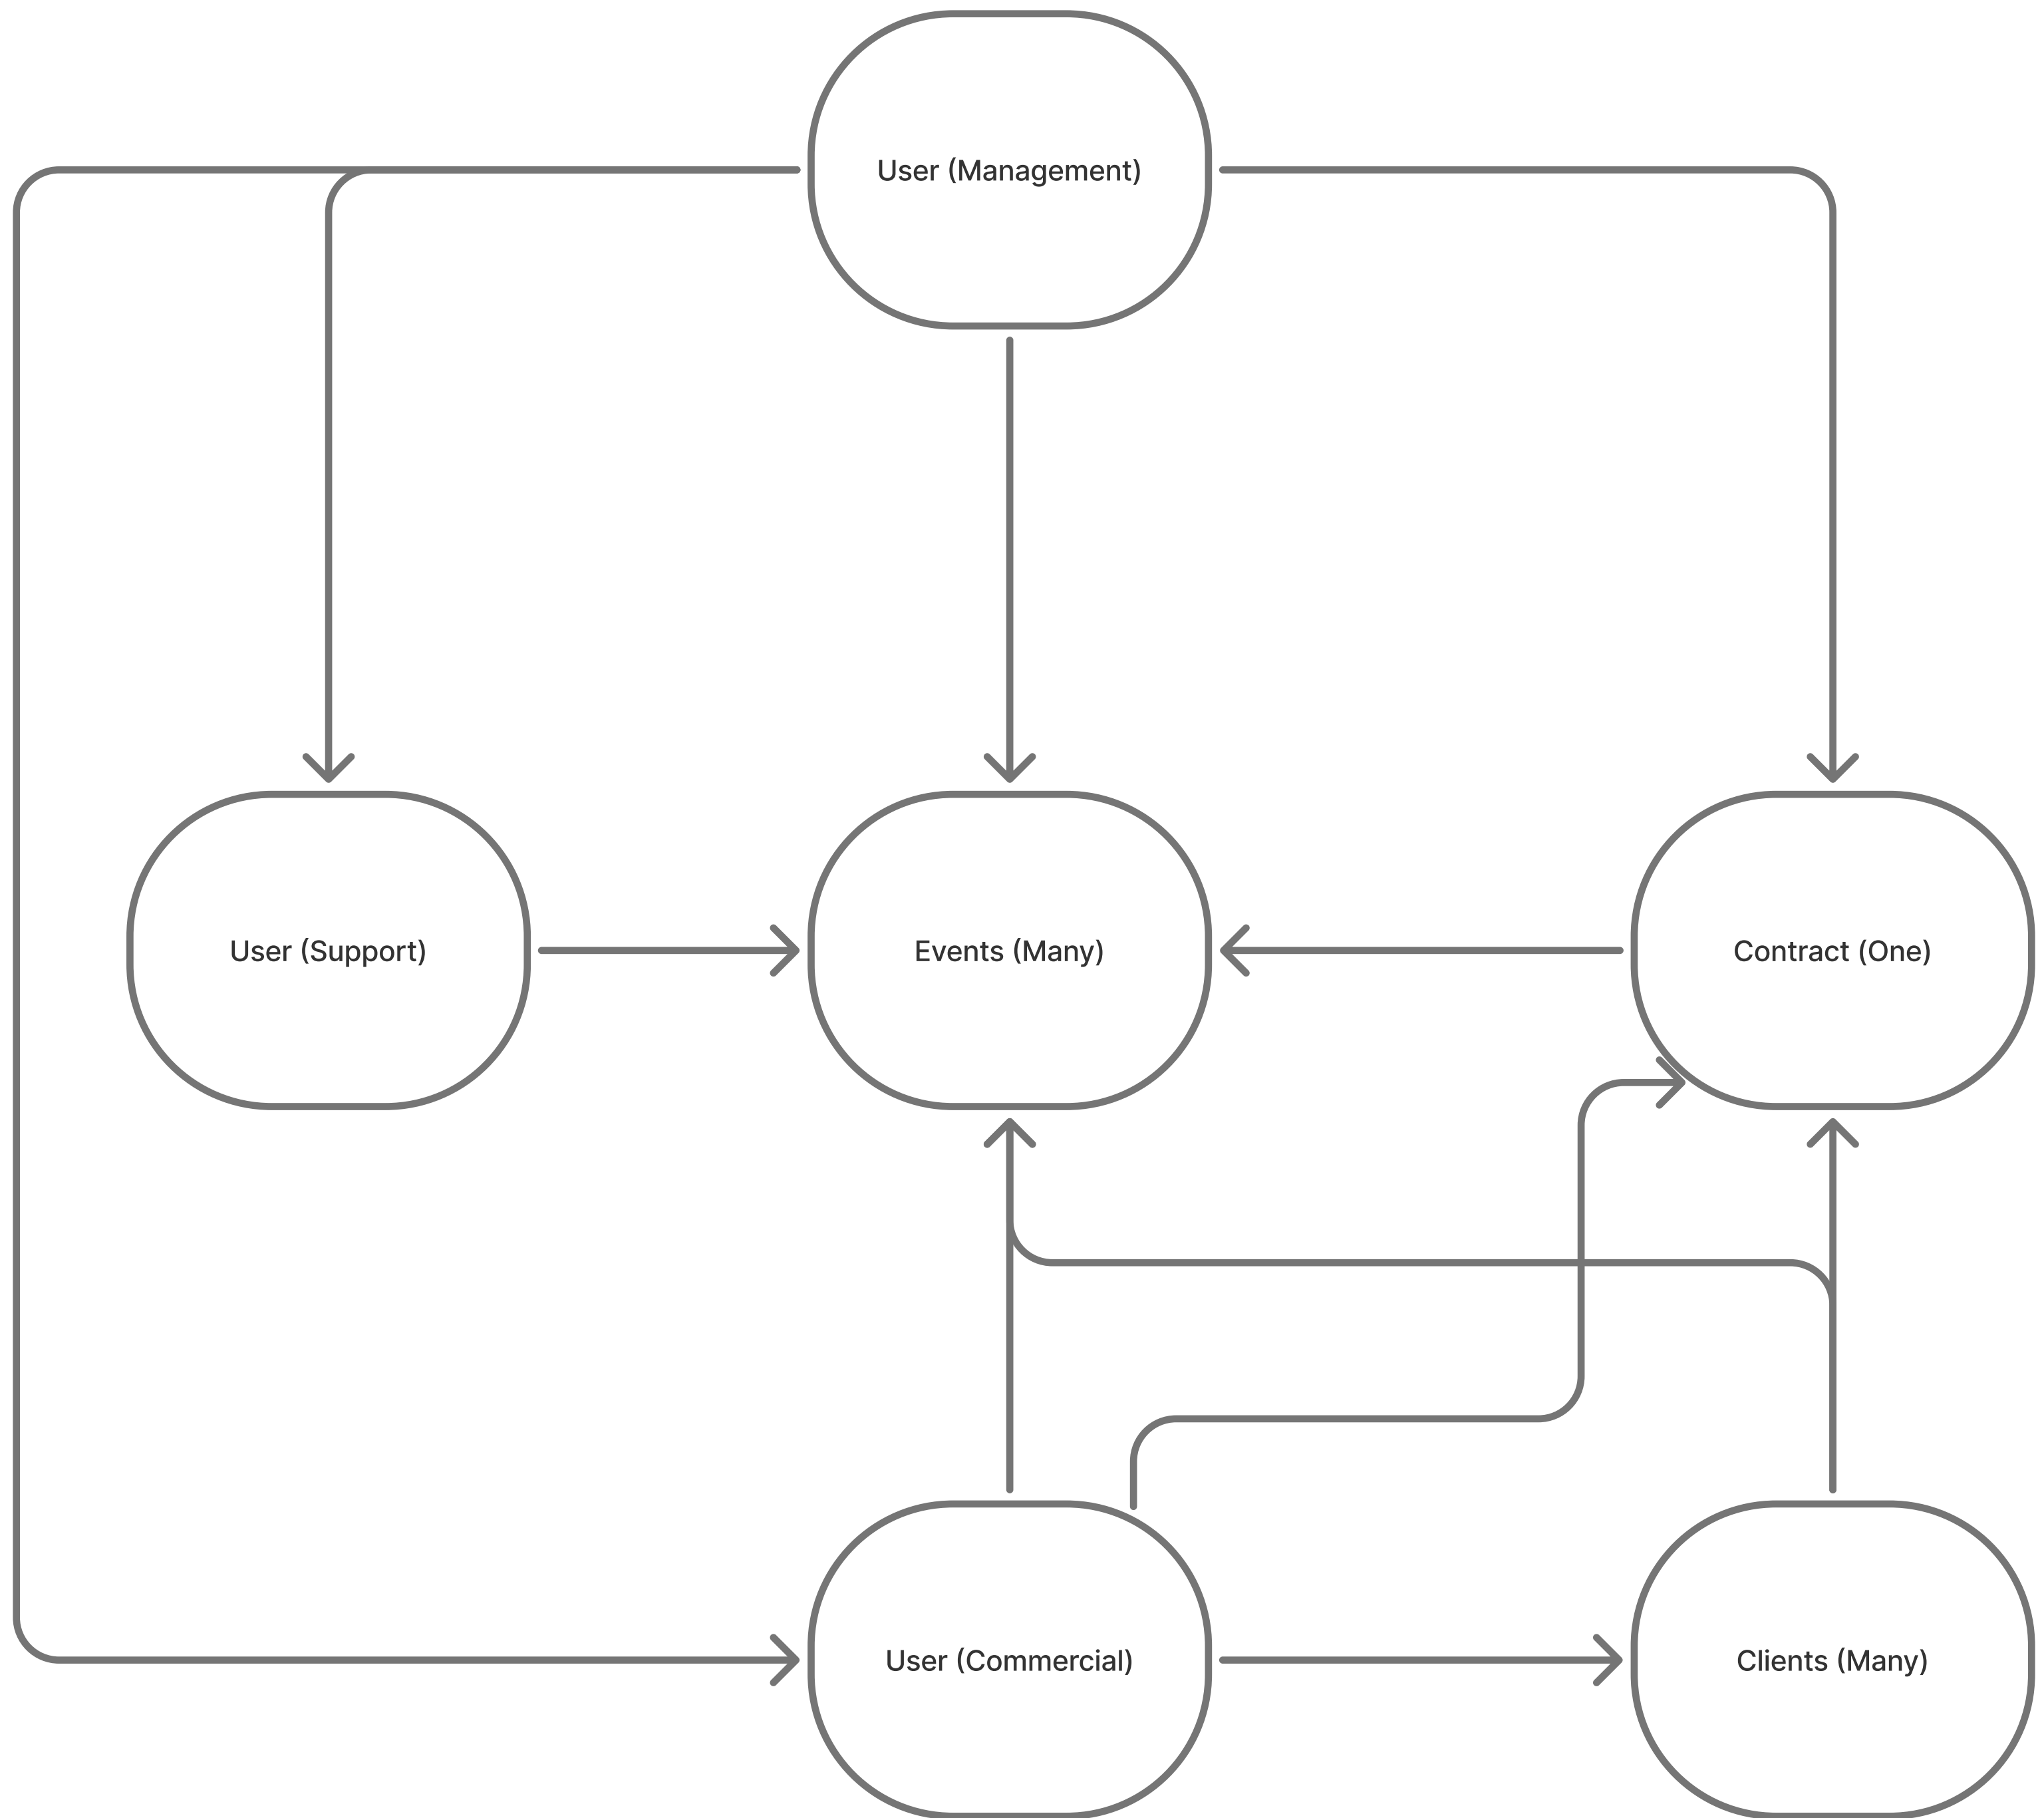 User (Management)
User (Support)
Events (Many)
Contract (One)
User (Commercial)
Clients (Many)